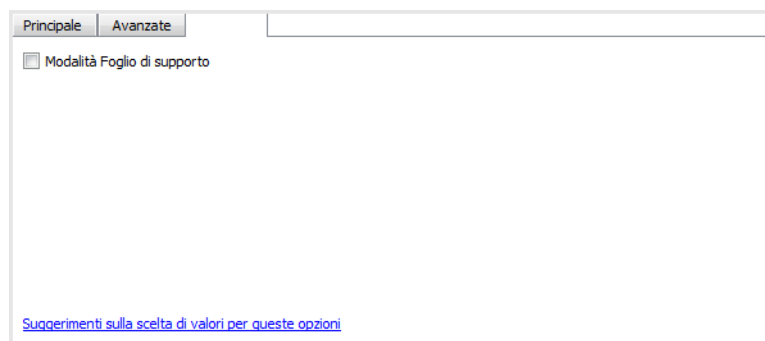 Principale Avanzate
Modalità Foglio di supporto
Suggerimenti sulla scelta di valori per queste opzioni